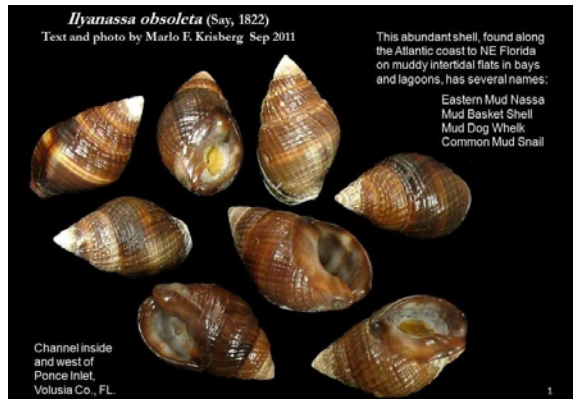 Ilyanassa obsoleta (Say, 1822)
Text and photo by Marlo F. Krisberg Sep 2011
This abundant shell, found along
the Atlantic coast to NE Florida
on muddy intertidal flats in bays
and lagoons, has several names:
Eastern Mud Nassa
Mud Basket Shell
Mud Dog Whelk
Common Mud Snail
Channel inside
and west of
Ponce Inlet,
Volusia Co., FL.
1